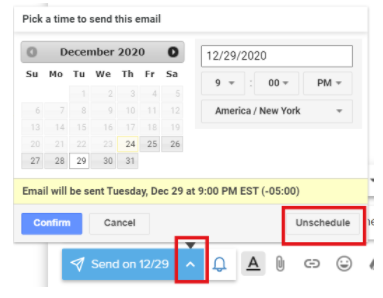 Pick a time to send this email
December 2020
12/29/2020
Su Mo Tu We Th Fr Sa
1 2 3 4 5
6 7 8 9 10 11 12
13 14 15 16 17 18 19
20 21 22 23 24 25 26
27 28 29 30 31
9 00 PM
America / New York
Email will be sent Tuesday, Dec 29 at 9:00 PM EST (-05:00)
Confirm Cancel Unschedule
Send on 12/29 A